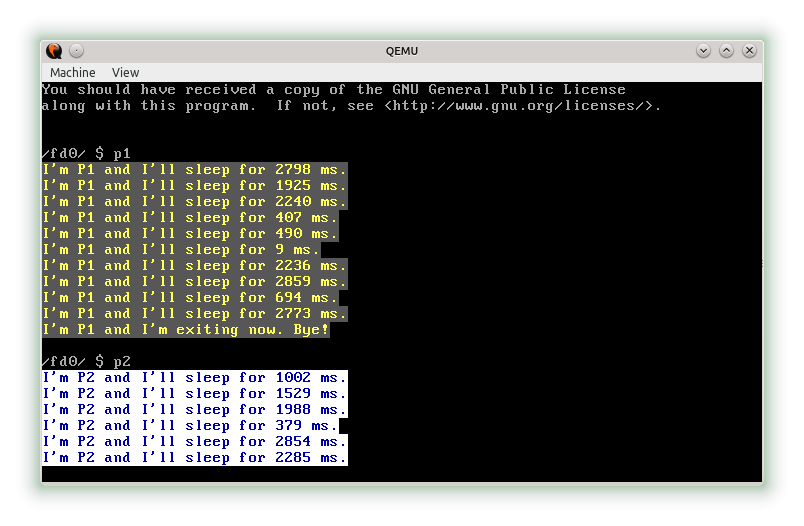 QEMU
Machine View
You should have received a copy of the GNU General Public License
along with this program.  If not, see <http://www.gnu.org/licenses/>.
/fd0/ $ p1
I'm P1 and I'll sleep for 2798 ms.
I'm P1 and I'll sleep for 1925 ms.
I'm P1 and I'll sleep for 2240 ms.
I'm P1 and I'll sleep for 407 ms.
I'm P1 and I'll sleep for 490 ms.
I'm P1 and I'll sleep for 9 ms.
I'm P1 and I'll sleep for 2236 ms.
I'm P1 and I'll sleep for 2859 ms.
I'm P1 and I'll sleep for 694 ms.
I'm P1 and I'll sleep for 2773 ms.
I'm P1 and I'm exiting now. Bye!
/fd0/ $ p2
I'm P2 and I'll sleep for 1002 ms.
I'm P2 and I'll sleep for 1529 ms.
I'm P2 and I'll sleep for 1988 ms.
I'm P2 and I'll sleep for 379 ms.
I'm P2 and I'll sleep for 2854 ms.
I'm P2 and I'll sleep for 2285 ms.